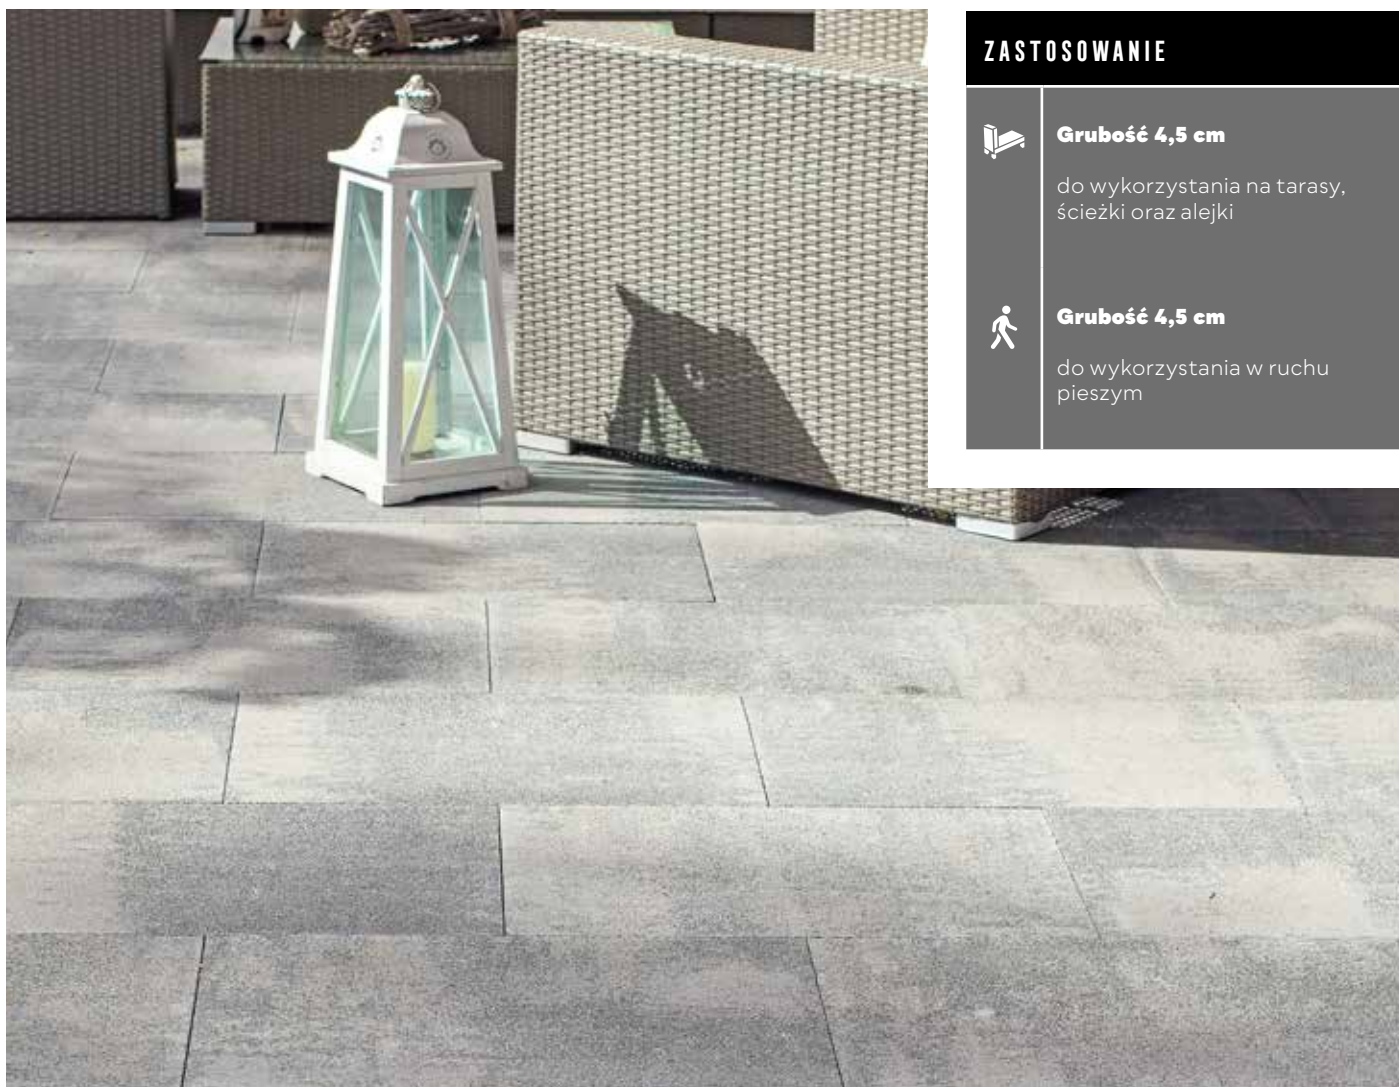 ZASTOSOWANIE
Grubość 4,5 cm
do wykorzystania na tarasy,
ścieżki oraz alejki
Grubość 4,5 cm
do wykorzystania w ruchu
pieszym